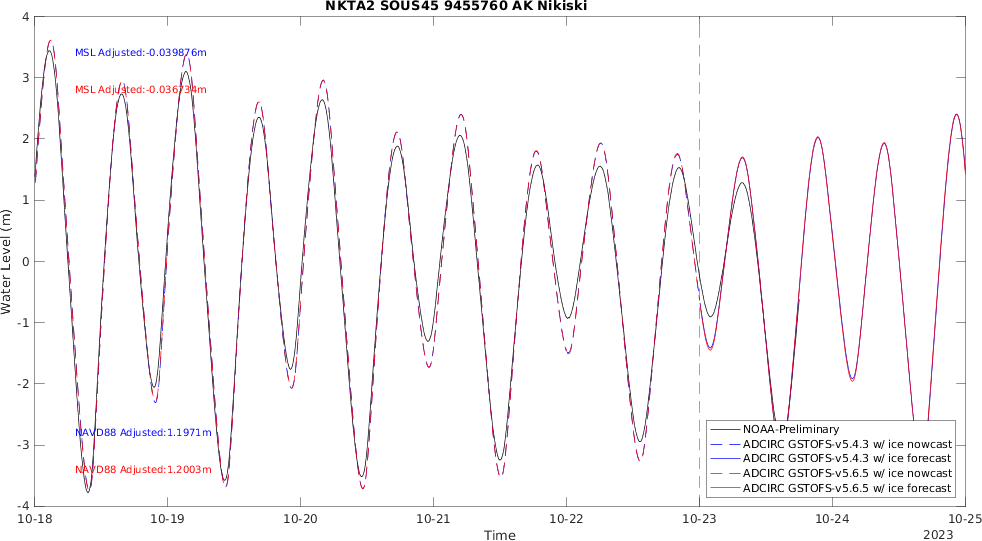 NKTA2 SOUS45 9455760 AK Nikiski
4
3
2
1
0
-1
-2
-3
-4
Water Level (m)
MSL Adjusted:-0.039876m
MSL Adjusted:-0.036734m
NAVD88 Adjusted:1.1971m
NAVD88 Adjusted:1.2003m
NOAA-Preliminary
ADCIRC GSTOFS-v5.4.3 w/ ice nowcast
ADCIRC GSTOFS-v5.4.3 w/ ice forecast
ADCIRC GSTOFS-v5.6.5 w/ ice nowcast
ADCIRC GSTOFS-v5.6.5 w/ ice forecast
10-18 10-19 10-20 10-21 10-22 10-23 10-24 10-25
Time
2023